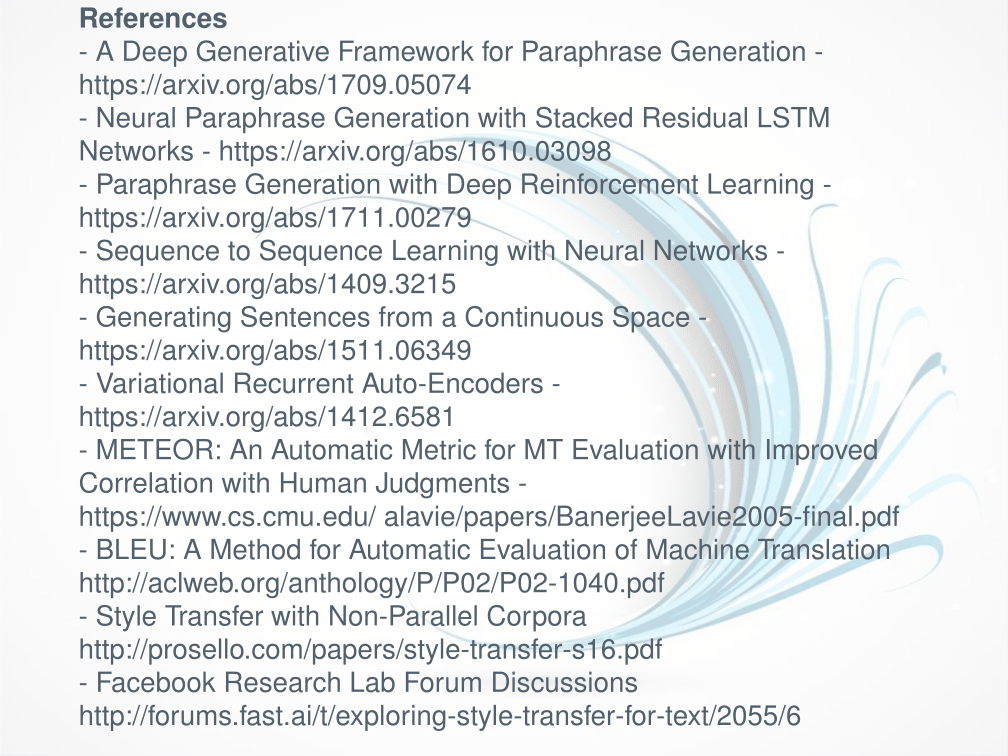 References
- A Deep Generative Framework for Paraphrase Generation -
https://arxiv.org/abs/1709.05074
- Neural Paraphrase Generation with Stacked Residual LSTM
Networks - https://arxiv.org/abs/1610.03098
- Paraphrase Generation with Deep Reinforcement Learning -
https://arxiv.org/abs/1711.00279
- Sequence to Sequence Learning with Neural Networks -
https://arxiv.org/abs/1409.3215
- Generating Sentences from a Continuous Space -
https://arxiv.org/abs/1511.06349
- Variational Recurrent Auto-Encoders -
https://arxiv.org/abs/1412.6581
- METEOR: An Automatic Metric for MT Evaluation with Improved
Correlation with Human Judgments -
https://www.cs.cmu.edu/ alavie/papers/BanerjeeLavie2005-final.pdf
- BLEU: A Method for Automatic Evaluation of Machine Translation
http://aclweb.org/anthology/P/P02/P02-1040.pdf
- Style Transfer with Non-Parallel Corpora
http://prosello.com/papers/style-transfer-s16.pdf
- Facebook Research Lab Forum Discussions
http://forums.fast.ai/t/exploring-style-transfer-for-text/2055/6